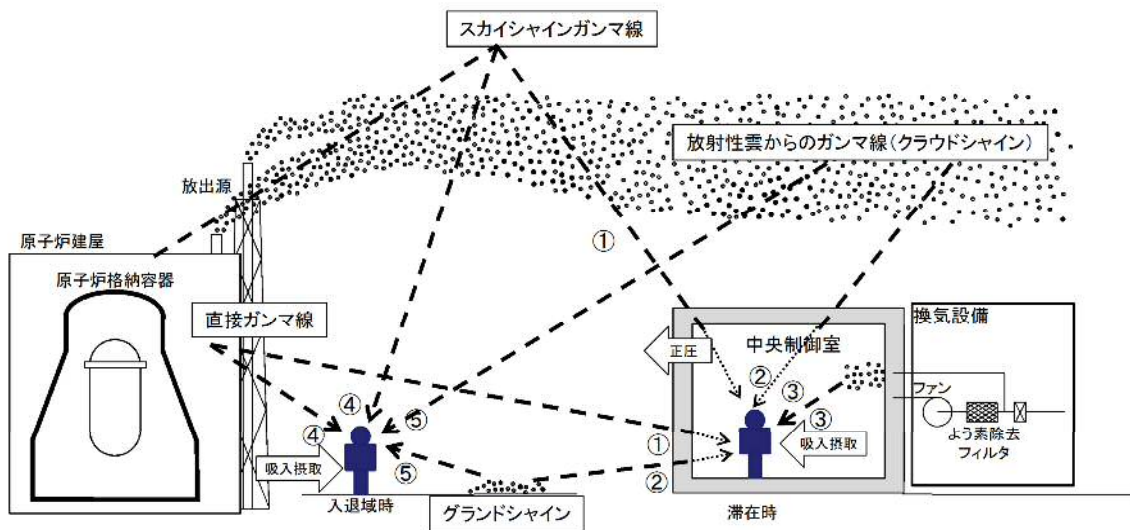 スカイシャインガンマ線
放射性雲からのガンマ線(クラウドシャイン)
放出源
①
原子炉建屋
原子炉格納容器
直接ガンマ線
換気設備
正圧
中央制御室
②
③
ファン
④
⑤
③
④
①
吸入摂取
よう素除去
フィルタ
吸入摂取
⑤
②
入退域時
グランドシャイン
滞在時